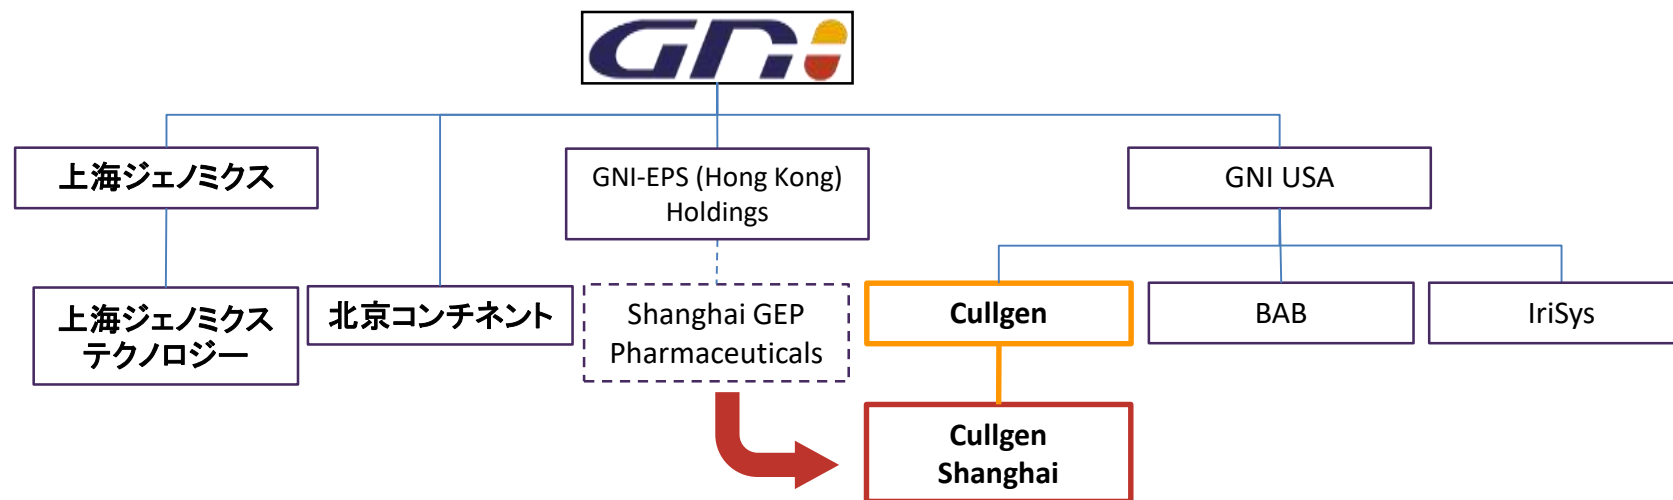 GNI
上海ジェノミクス
GNI-EPS (Hong Kong)
Holdings
GNI USA
上海ジェノミクス
テクノロジー
北京コンチネント
Shanghai GEP
Pharmaceuticals
Cullgen
BAB
IriSys
Cullgen
Shanghai